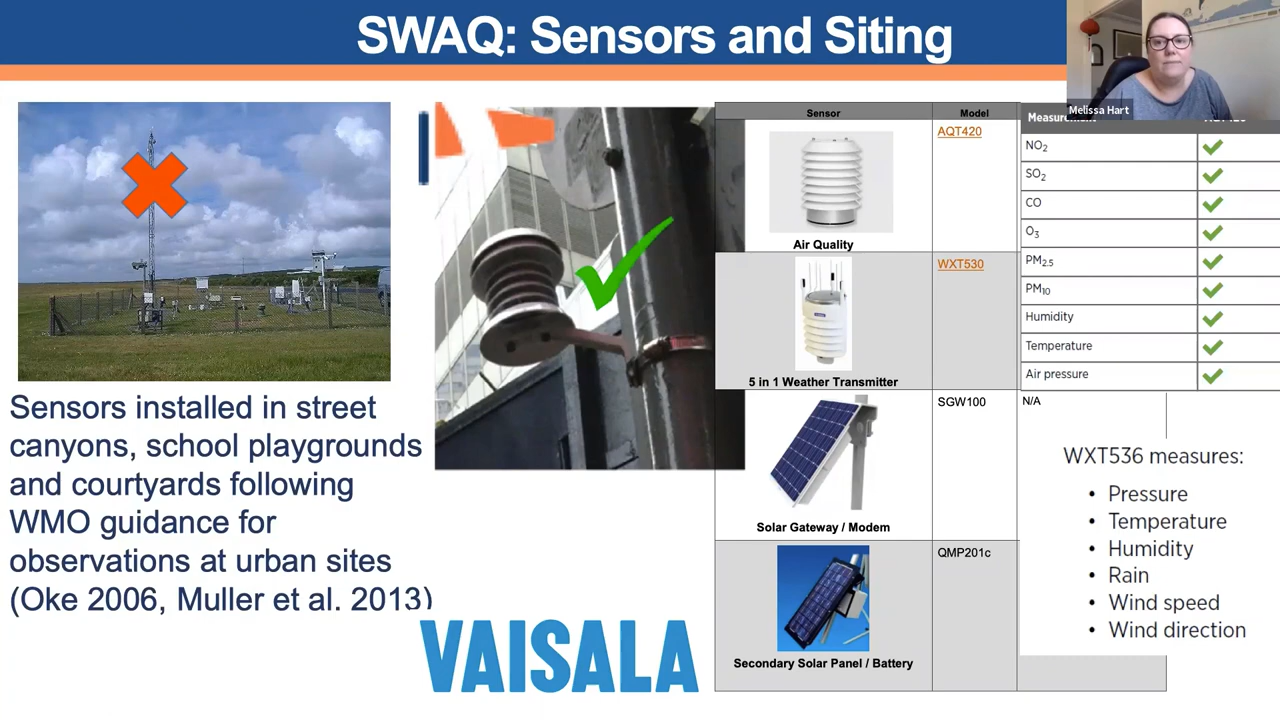 SWAQ: Sensors and Siting
Melissa Hart
Sensors installed in street
canyons, school playgrounds
and courtyards following
WMO guidance for
observations at urban sites
(Oke 2006, Muller et al. 2013)
VAISALA
Sensor Model
AQT420
Air Quality
WXT530
5 in 1 Weather Transmitter
SGW100
N/A
Solar Gateway / Modem
QMP201c
Secondary Solar Panel / Battery
NO2
SO2
CO
O3
PM2.5
PM10
Humidity
Temperature
Air pressure
WXT536 measures:
• Pressure
• Temperature
• Humidity
• Rain
• Wind speed
• Wind direction